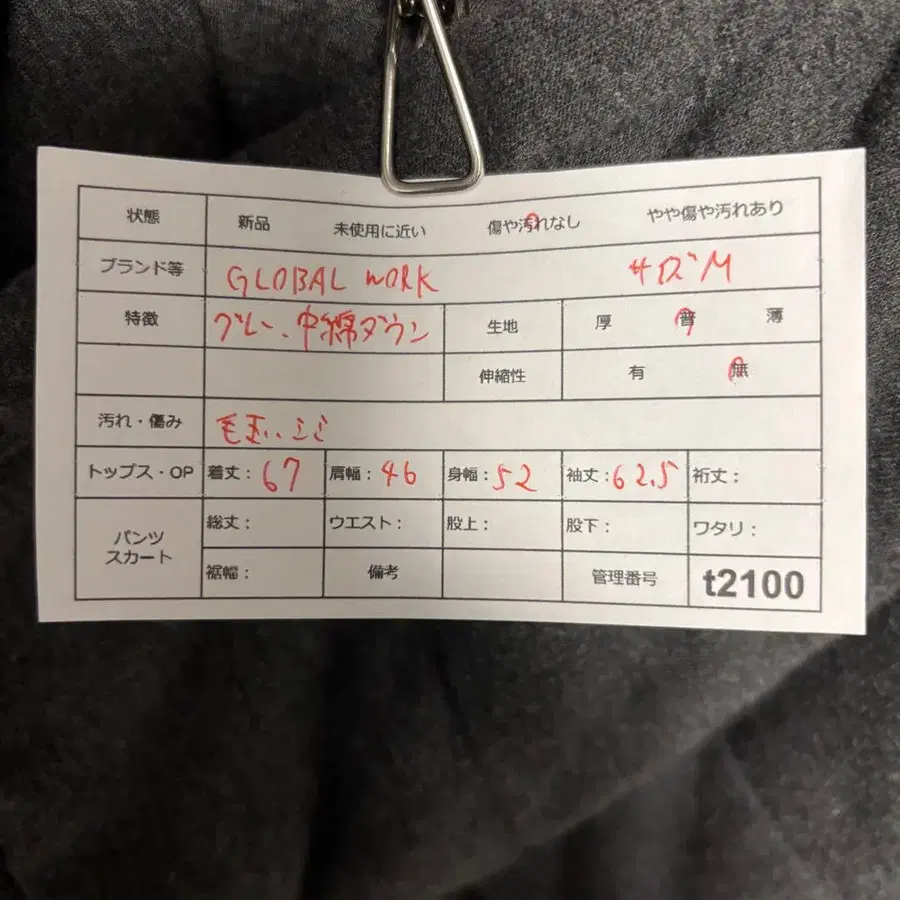 状態 新品 未使用に近い 傷や汚れなし やや傷や汚れあり
ブランド等 GLOBAL WORK サイズM
特徴 グレー、中綿ダウン 生地 厚 普 薄
伸縮性 有 無
汚れ・傷み 毛玉、シミ
トップス・OP 着丈：67 肩幅：46 身幅：52 袖丈：62.5 裄丈：
パンツ スカート 総丈： ウエスト： 股上： 股下： ワタリ：
裾幅： 備考 管理番号 t2100